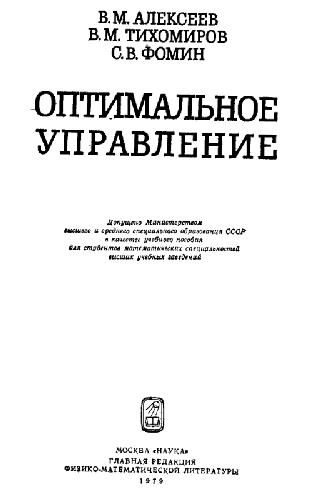 В. М. АЛЕКСЕЕВ
В. М. ТИХОМИРОВ
С. В. ФОМИН
ОПТИМАЛЬНОЕ
УПРАВЛЕНИЕ
Допущено Министерством
высшего и среднего специального образования СССР
в качестве учебного пособия
для студентов математических специальностей
высших учебных заведений
МОСКВА «НАУКА»
ГЛАВНАЯ РЕДАКЦИЯ
ФИЗИКО-МАТЕМАТИЧЕСКОЙ ЛИТЕРАТУРЫ
1979